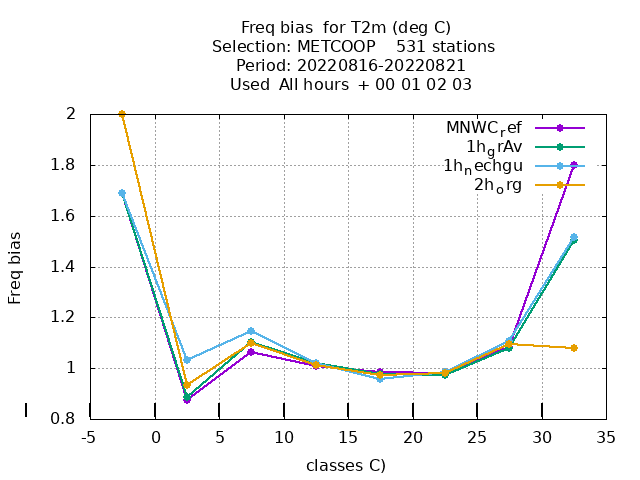 Freq bias  for T2m (deg C)
Selection: METCOOP    531 stations
Period: 20220816-20220821
Used  All hours  + 00 01 02 03
MNWC_ref
1h_grAv
1h_nechgu
2h_org
Freq bias
2
1.8
1.6
1.4
1.2
1
0.8
-5 0 5 10 15 20 25 30 35
classes C)